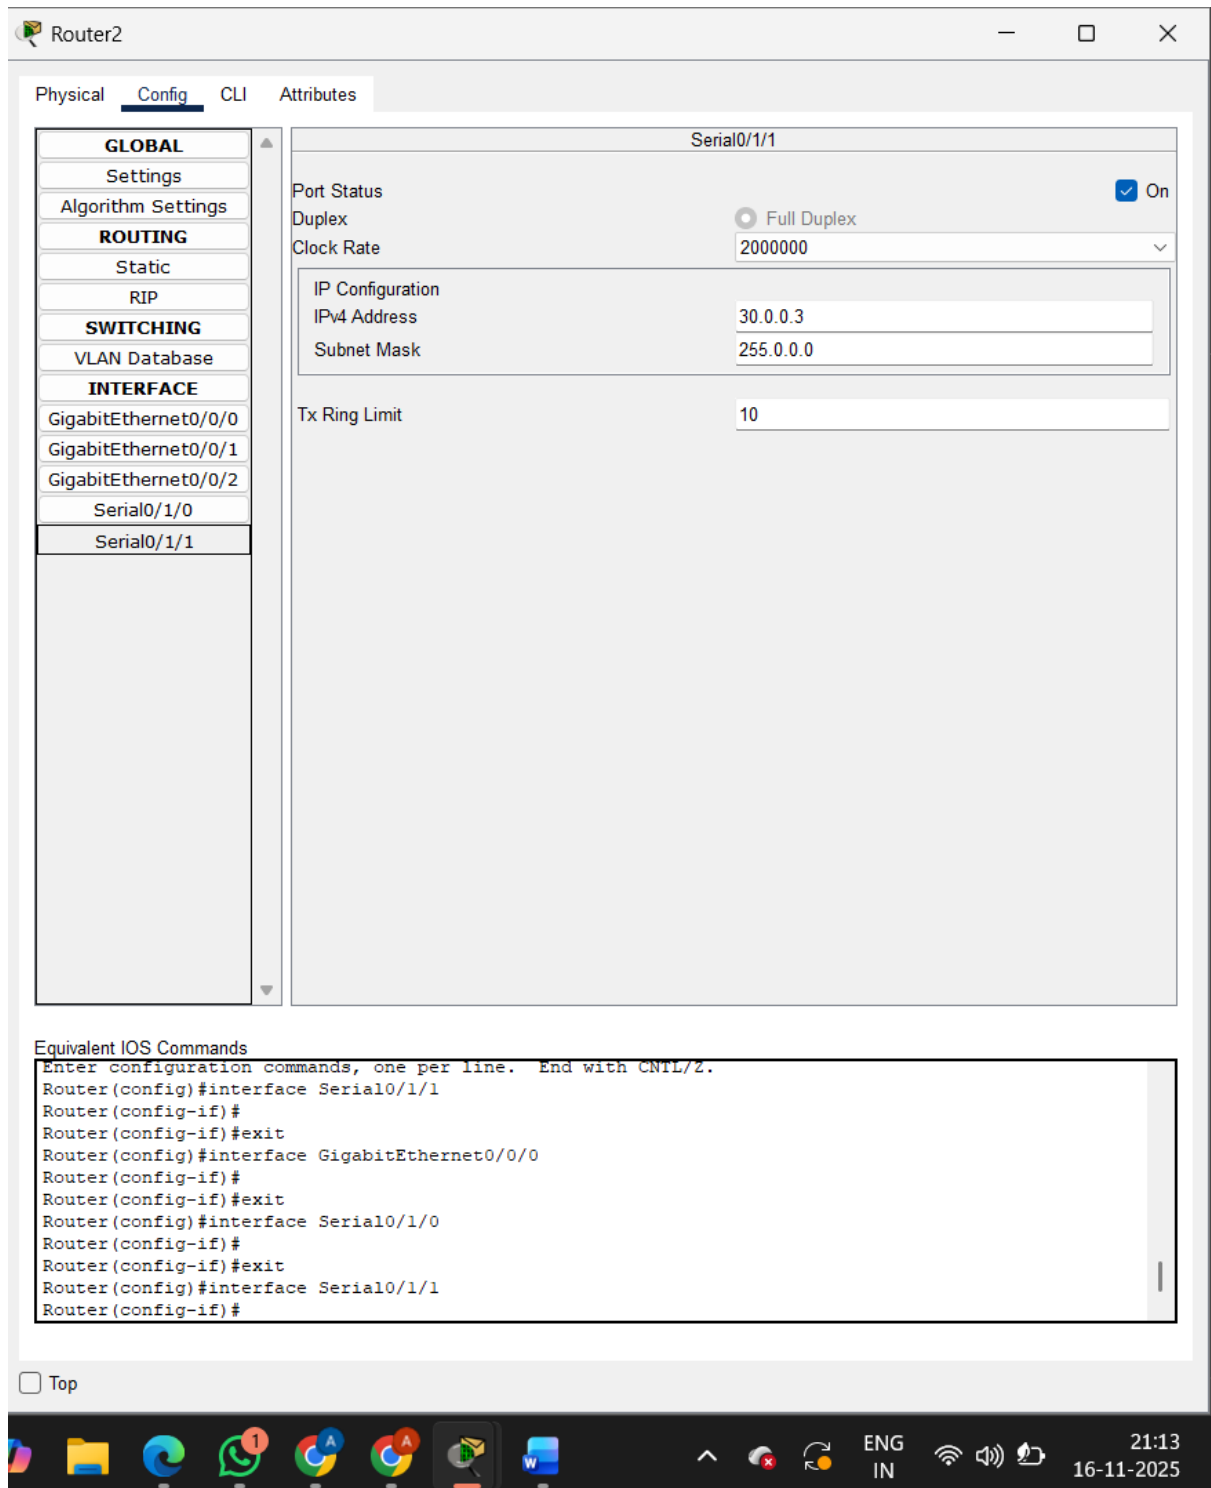 Router2
Physical Config CLI Attributes
GLOBAL
Settings
Algorithm Settings
ROUTING
Static
RIP
SWITCHING
VLAN Database
INTERFACE
GigabitEthernet0/0/0
GigabitEthernet0/0/1
GigabitEthernet0/0/2
Serial0/1/0
Serial0/1/1
Serial0/1/1
Port Status On
Duplex Full Duplex
Clock Rate 2000000
IP Configuration
IPv4 Address 30.0.0.3
Subnet Mask 255.0.0.0
Tx Ring Limit 10
Equivalent IOS Commands
Enter configuration commands, one per line. End with CNTL/Z.
Router(config)#interface Serial0/1/1
Router(config-if)#
Router(config-if)#exit
Router(config)#interface GigabitEthernet0/0/0
Router(config-if)#
Router(config-if)#exit
Router(config)#interface Serial0/1/0
Router(config-if)#
Router(config-if)#exit
Router(config)#interface Serial0/1/1
Router(config-if)#
Top
1
A
A
W
ENG
IN
21:13
16-11-2025